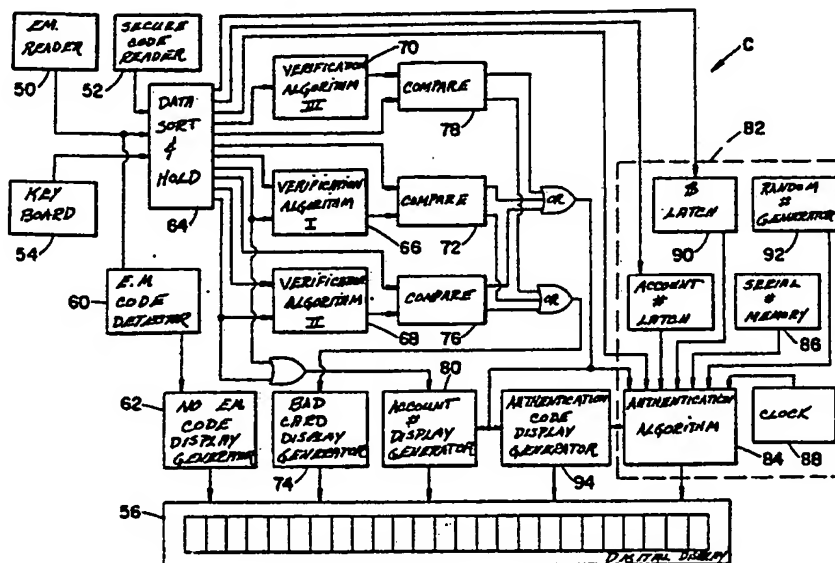 EM.
READER
50
SECURE
CODE
READER
52
KEY
BOARD
54
DATA
SORT
&
HOLD
64
VERIFICATION
ALGORITHM
III
70
COMPARE
78
C
82
VERIFICATION
ALGORITHM
I
66
COMPARE
72
OR
$
LATCH
90
RANDOM
# GENERATOR
92
60
E.M
CODE
DETECTOR
VERIFICATION
ALGORITHM
II
68
COMPARE
76
OR
ACCOUNT
#
LATCH
SERIAL
#
MEMORY
86
62
NO EM
CODE
DISPLAY
GENERATOR
BAD
CARD
DISPLAY
GENERATOR
74
80
ACCOUNT
#
DISPLAY
GENERATOR
AUTHENTICATION
CODE
DISPLAY
GENERATOR
94
AUTHENTICATION
ALGORITHM
84
CLOCK
88
56
DIGITAL DISPLAY